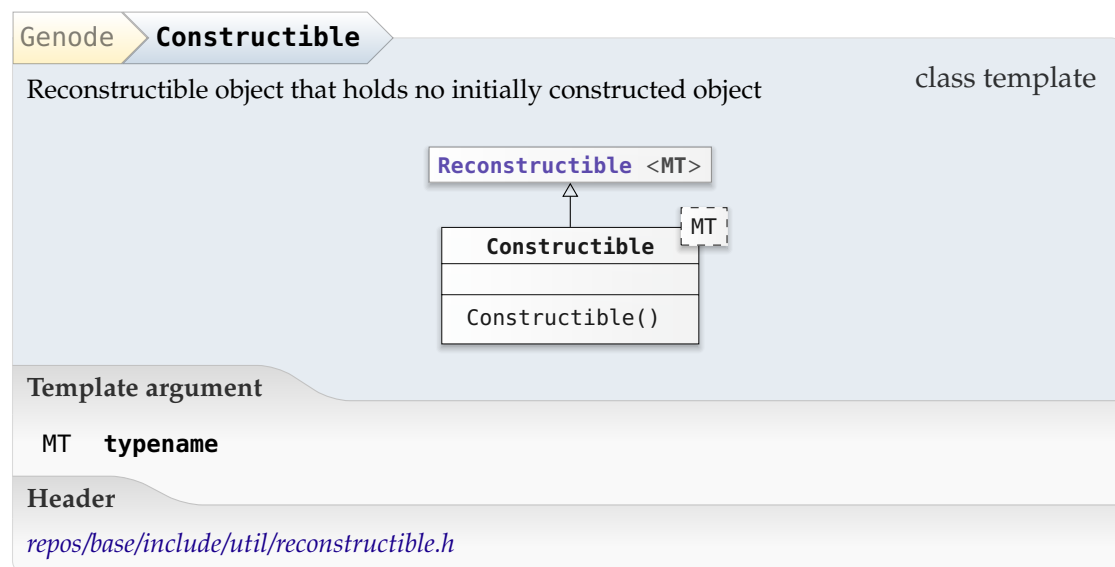 Genode Constructible
class template
Reconstructible object that holds no initially constructed object
Reconstructible <MT>
MT
Constructible
Constructible()
Template argument
MT typename
Header
repos/base/include/util/reconstructible.h